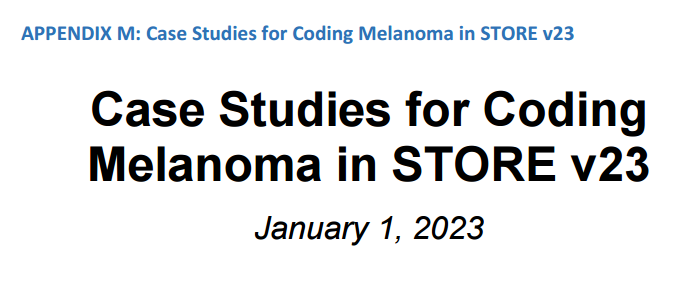 APPENDIX M: Case Studies for Coding Melanoma in STORE v23
Case Studies for Coding
Melanoma in STORE v23
January 1, 2023